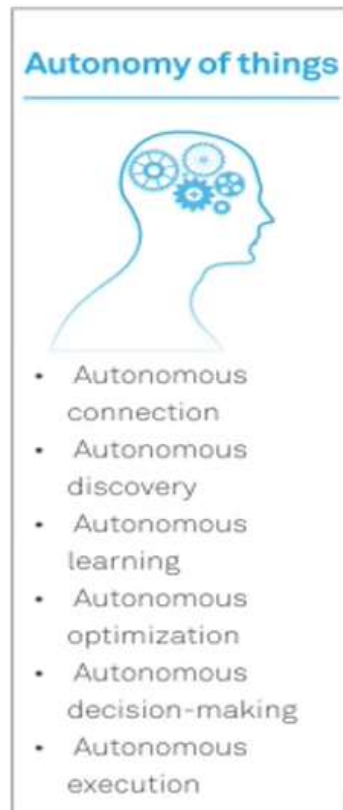 Autonomy of things
• Autonomous
connection
• Autonomous
discovery
• Autonomous
learning
• Autonomous
optimization
• Autonomous
decision-making
• Autonomous
execution